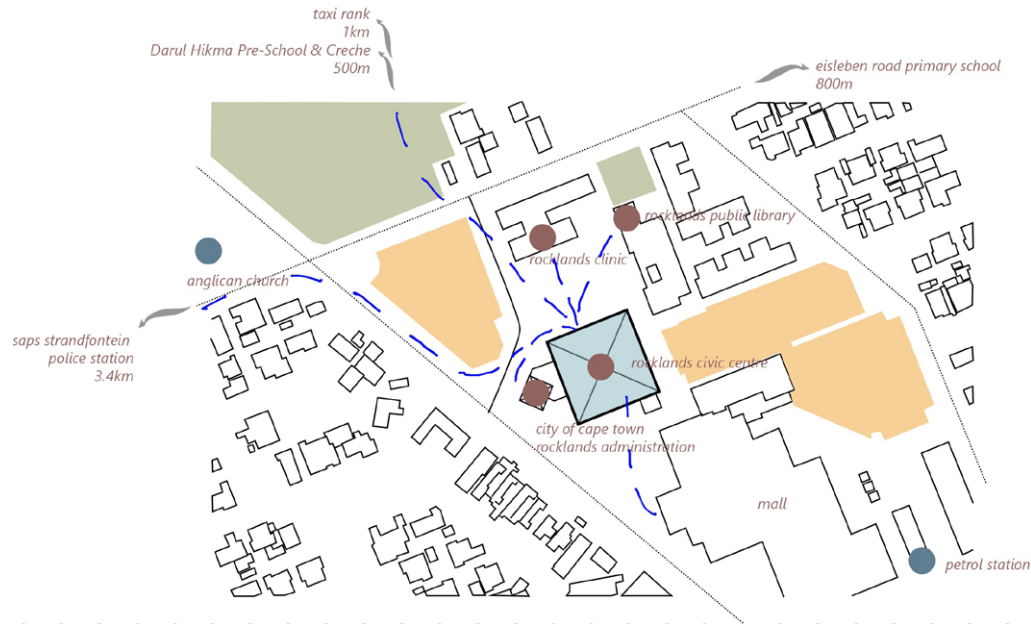 taxi rank
1km
Darul Hikma Pre-School & Creche
500m
eisleben road primary school
800m
rocklands public library
rocklands clinic
anglican church
saps strandfontein
police station
3.4km
rocklands civic centre
city of cape town
rocklands administration
mall
petrol station